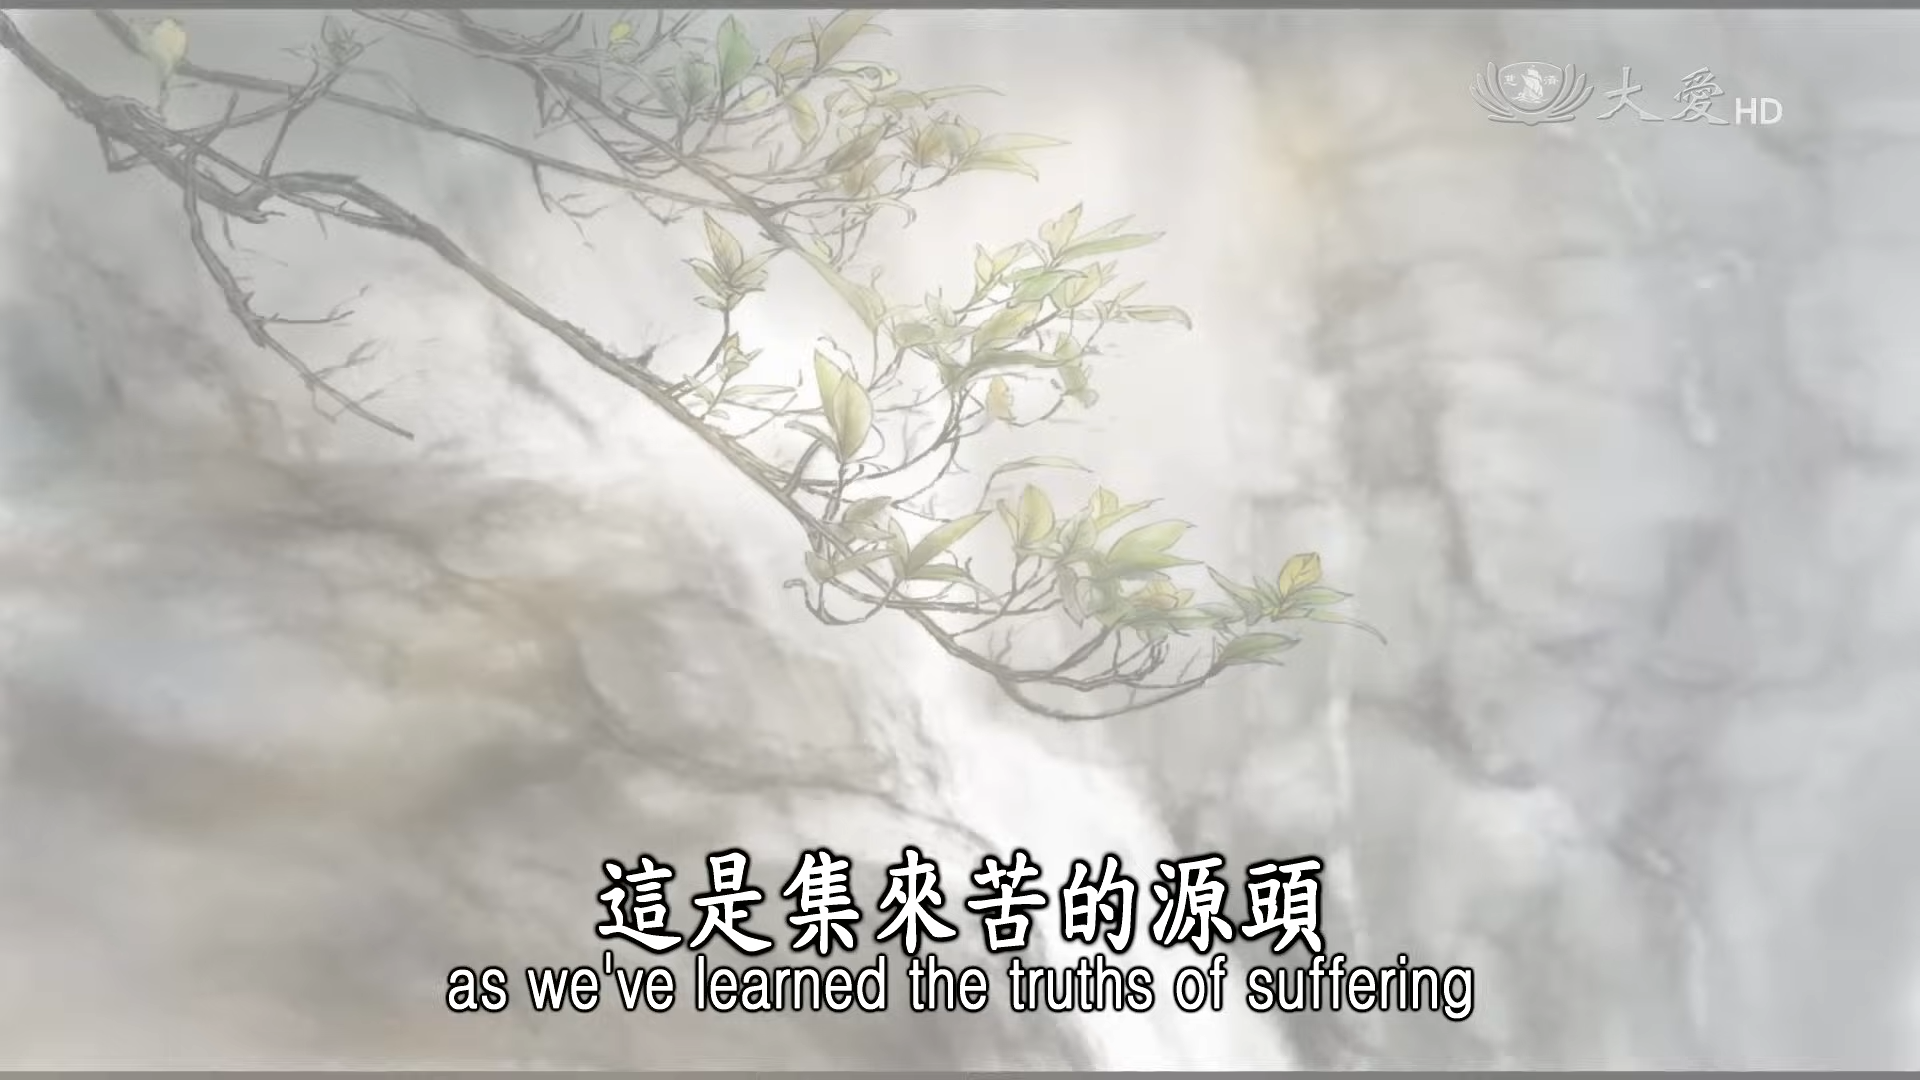 大愛HD
這是集來苦的源頭
as we've learned the truths of suffering